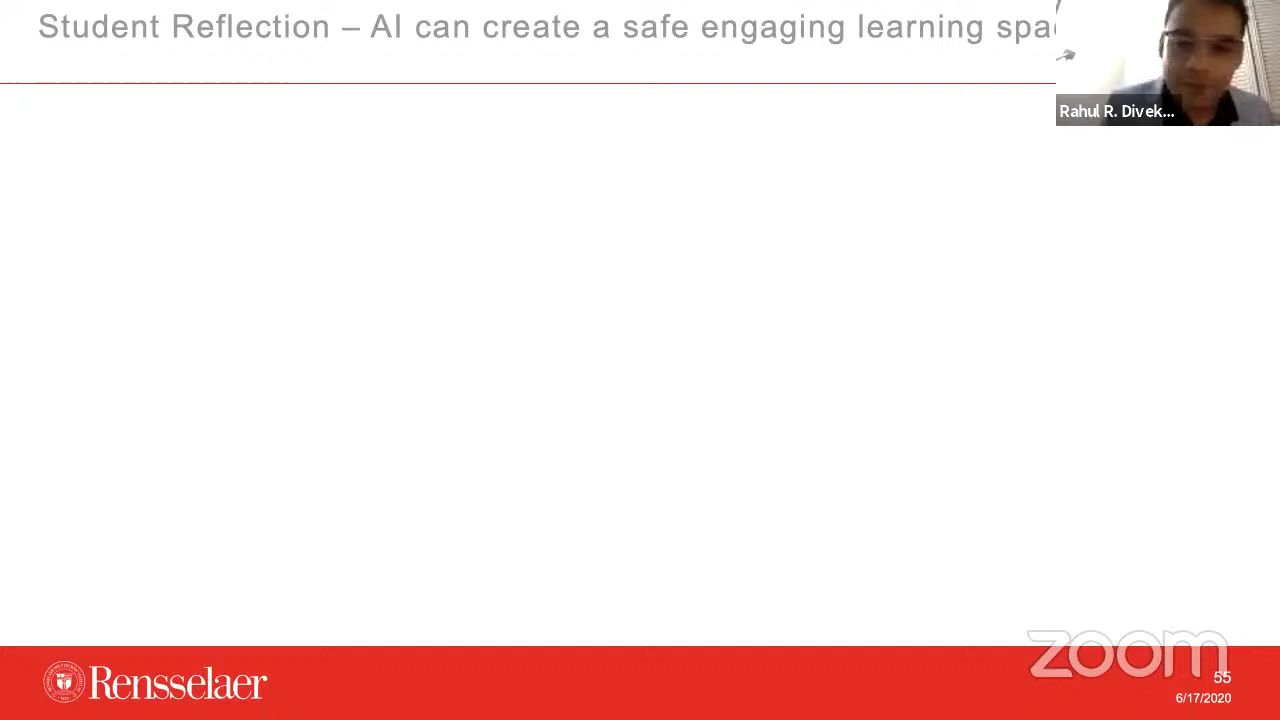 Student Reflection – AI can create a safe engaging learning spa
Rahul R. Divek...
Rensselaer
zoom
55
6/17/2020